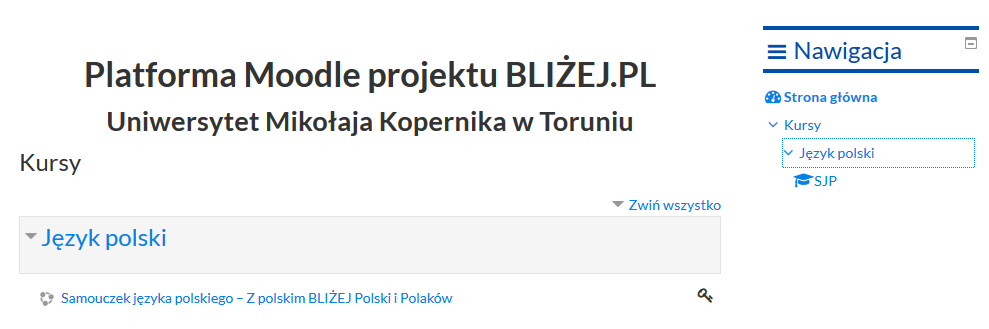 Platforma Moodle projektu BLIŻEJ.PL
Uniwersytet Mikołaja Kopernika w Toruniu
Kursy
Zwiń wszystko
Język polski
Samouczek języka polskiego – Z polskim BLIŻEJ Polski i Polaków
Nawigacja
Strona główna
Kursy
Język polski
SJP